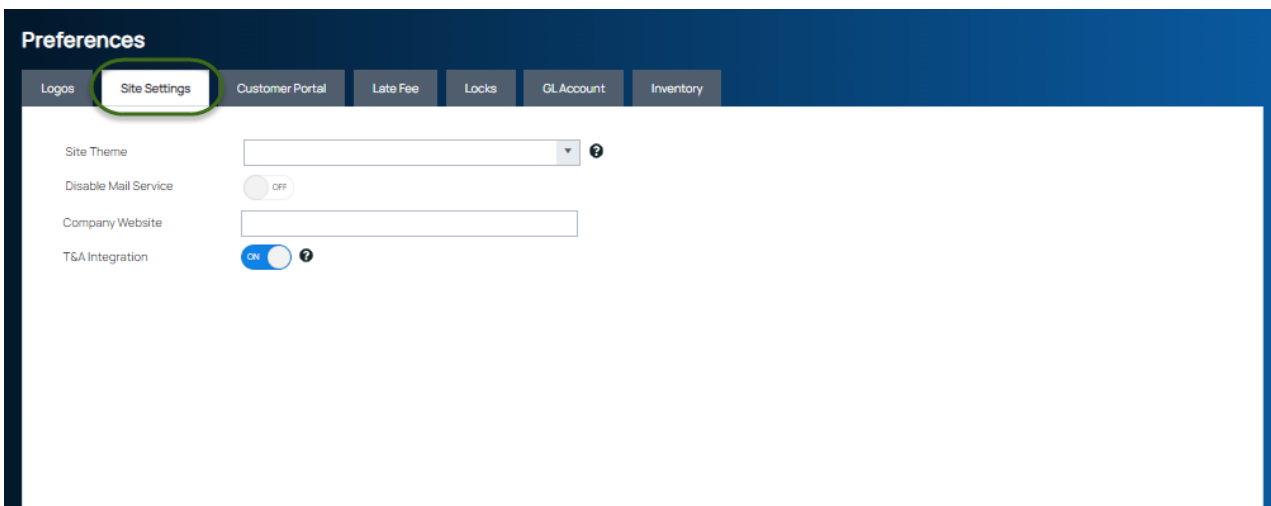 Preferences
Logos Site Settings Customer Portal Late Fee Locks GL Account Inventory
Site Theme
Disable Mail Service OFF
Company Website
T&A Integration ON